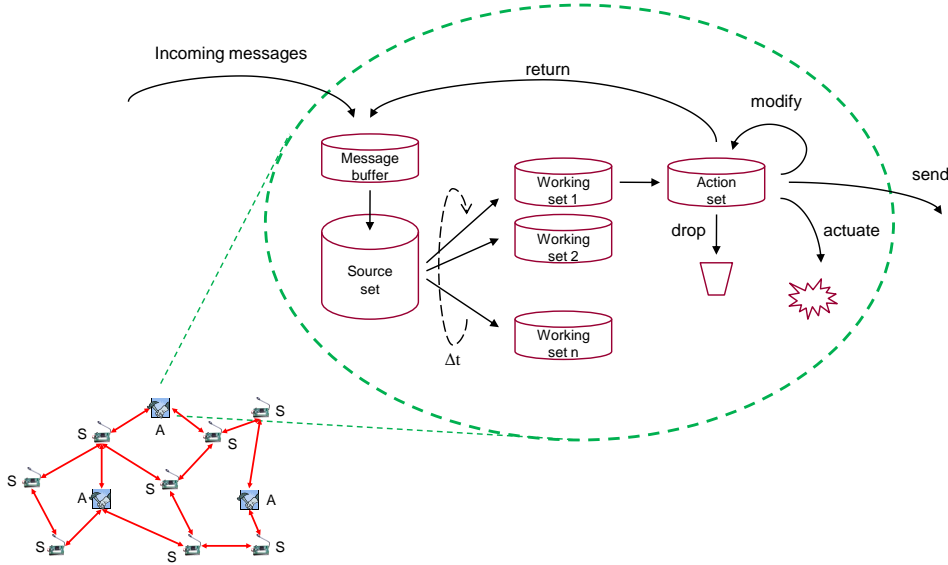 Incoming messages
return
modify
send
Message
buffer
Working
set 1
Action
set
Working
set 2
drop
actuate
Source
set
Working
set n
Δt
S
A
S
S
S
S
A
A
S
S
S